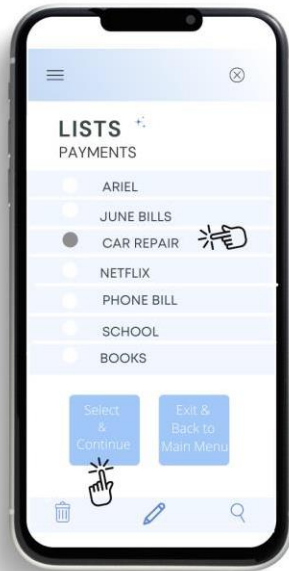 LISTS
PAYMENTS
ARIEL
JUNE BILLS
CAR REPAIR
NETFLIX
PHONE BILL
SCHOOL
BOOKS
Select
&
Continue
Exit &
Back to
Main Menu